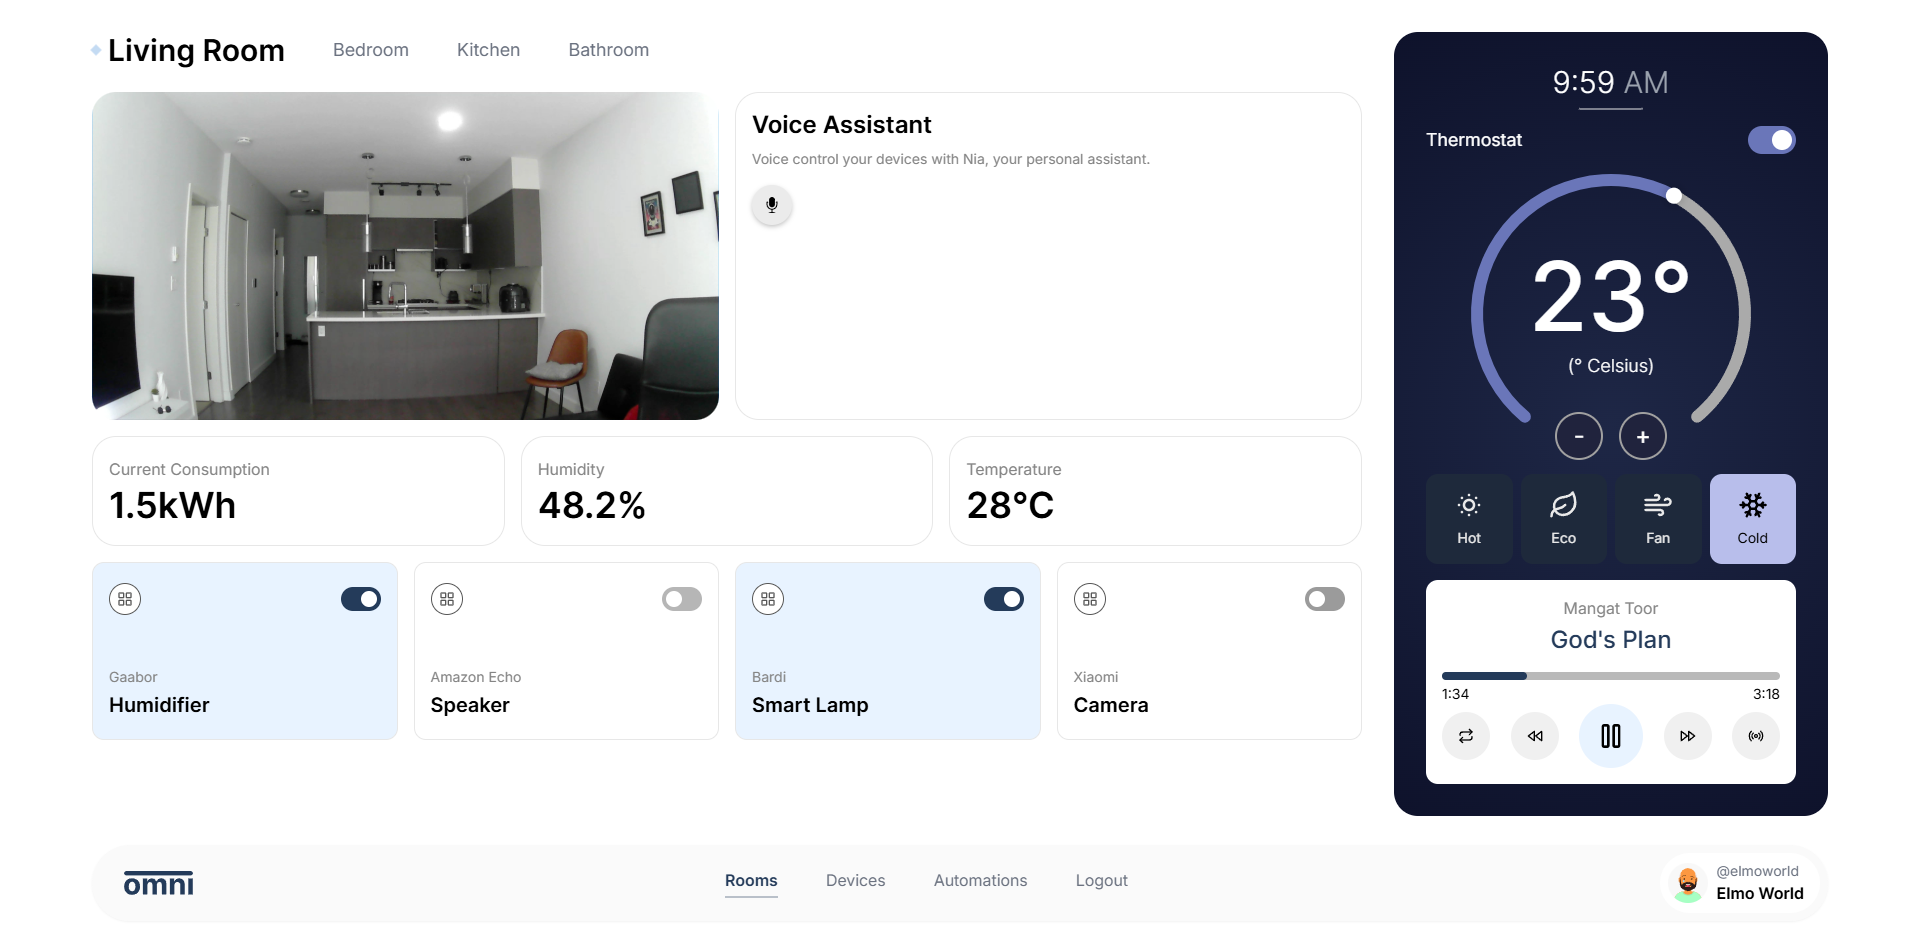 Living Room
Bedroom
Kitchen
Bathroom
Voice Assistant
Voice control your devices with Nia, your personal assistant.
Current Consumption
1.5kWh
Humidity
48.2%
Temperature
28°C
Gaabor
Humidifier
Amazon Echo
Speaker
Bardi
Smart Lamp
Xiaomi
Camera
9:59 AM
Thermostat
23°
(° Celsius)
-
+
Hot
Eco
Fan
Cold
Mangat Toor
God's Plan
1:34
3:18
omni
Rooms
Devices
Automations
Logout
@elmoworld
Elmo World